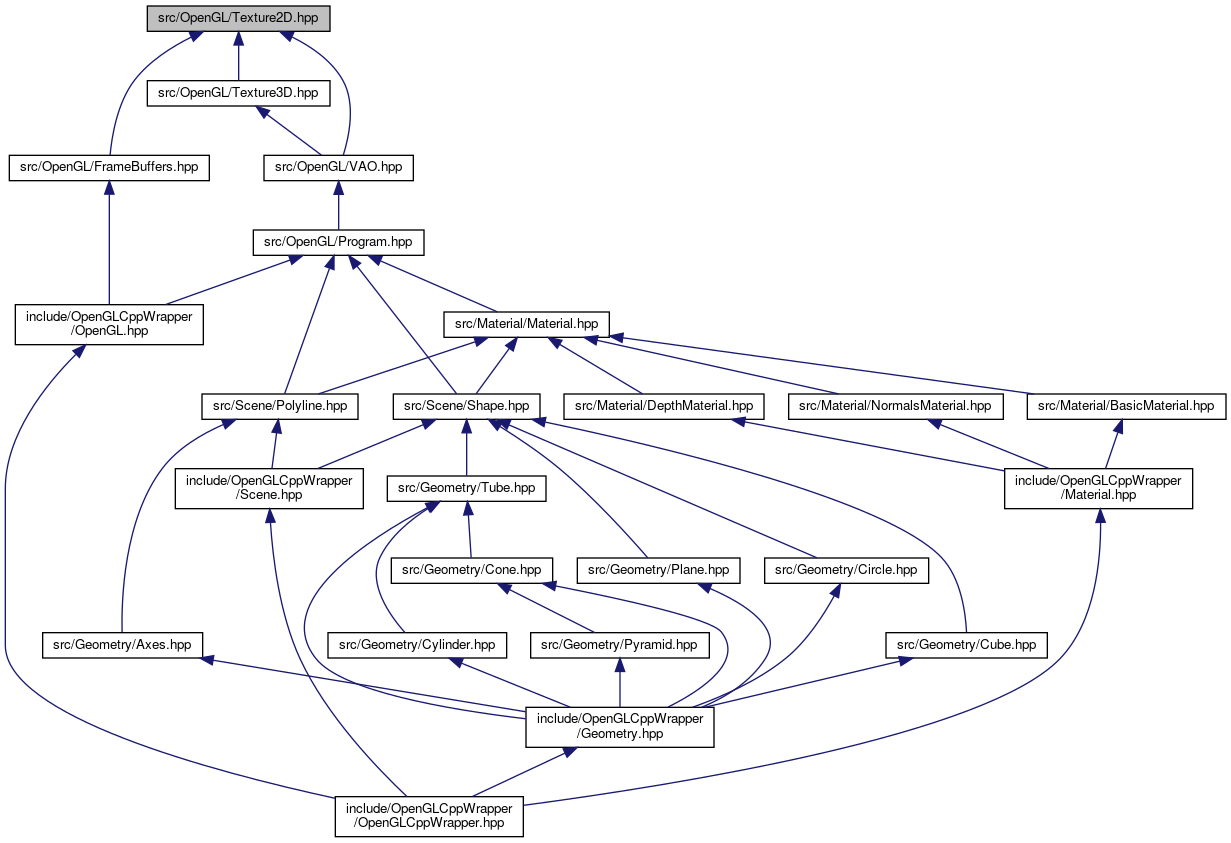 src/OpenGL/Texture2D.hpp
src/OpenGL/Texture3D.hpp
src/OpenGL/FrameBuffers.hpp
src/OpenGL/VAO.hpp
src/OpenGL/Program.hpp
include/OpenGLCppWrapper
/OpenGL.hpp
src/Material/Material.hpp
src/Scene/Polyline.hpp
src/Scene/Shape.hpp
src/Material/DepthMaterial.hpp
src/Material/NormalsMaterial.hpp
src/Material/BasicMaterial.hpp
include/OpenGLCppWrapper
/Scene.hpp
src/Geometry/Tube.hpp
include/OpenGLCppWrapper
/Material.hpp
src/Geometry/Cone.hpp
src/Geometry/Plane.hpp
src/Geometry/Circle.hpp
src/Geometry/Axes.hpp
src/Geometry/Cylinder.hpp
src/Geometry/Pyramid.hpp
src/Geometry/Cube.hpp
include/OpenGLCppWrapper
/Geometry.hpp
include/OpenGLCppWrapper
/OpenGLCppWrapper.hpp